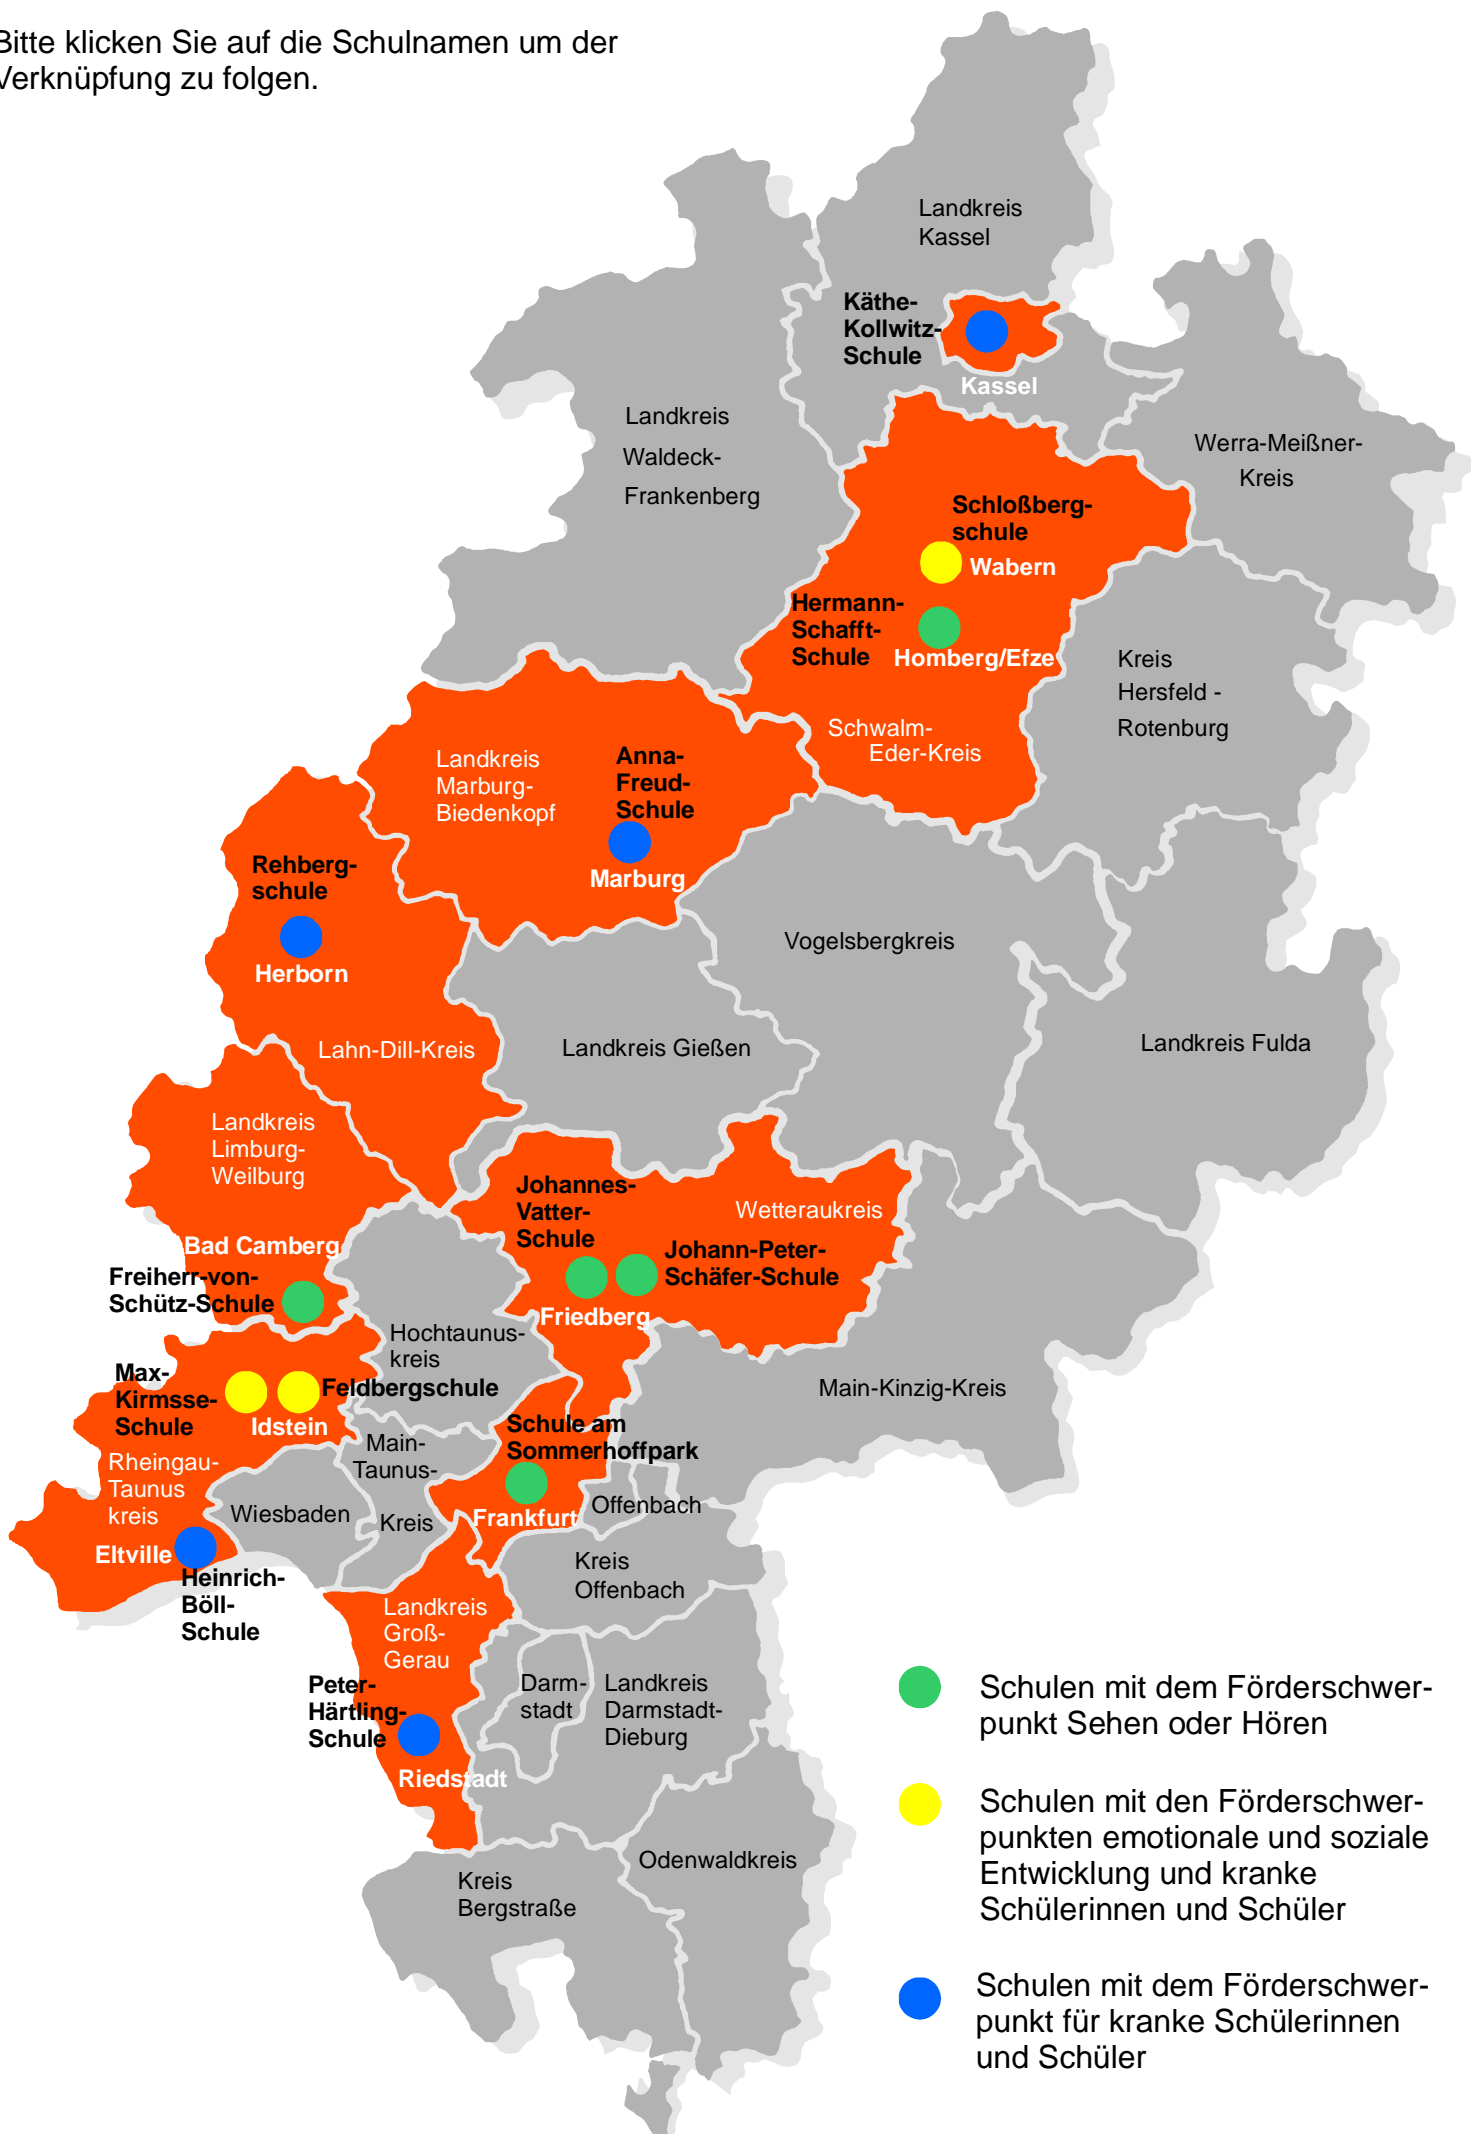 Bitte klicken Sie auf die Schulnamen um der
Verknüpfung zu folgen.
Landkreis
Kassel
Käthe-
Kollwitz-
Schule
Kassel
Landkreis
Waldeck-
Frankenberg
Werra-Meißner-
Kreis
Schloßberg-
schule
Wabern
Hermann-
Schafft-
Schule
Homberg/Efze
Kreis
Hersfeld -
Rotenburg
Schwalm-
Eder-Kreis
Landkreis
Marburg-
Biedenkopf
Anna-
Freud-
Schule
Marburg
Rehberg-
schule
Herborn
Vogelsbergkreis
Lahn-Dill-Kreis
Landkreis Gießen
Landkreis Fulda
Landkreis
Limburg-
Weilburg
Johannes-
Vatter-
Schule
Wetteraukreis
Johann-Peter-
Schäfer-Schule
Friedberg
Bad Camberg
Freiherr-von-
Schütz-Schule
Hochtaunus-
kreis
Max-
Kirmsse-
Schule
Feldbergschule
Idstein
Main-Kinzig-Kreis
Schule am
Sommerhoffpark
Frankfurt
Main-
Taunus-
Kreis
Rheingau-
Taunus
kreis
Wiesbaden
Offenbach
Eltville
Heinrich-
Böll-
Schule
Kreis
Offenbach
Landkreis
Groß-
Gerau
Peter-
Härtling-
Schule
Riedstadt
Darm-
stadt
Landkreis
Darmstadt-
Dieburg
Odenwaldkreis
Kreis
Bergstraße
Schulen mit dem Förderschwer-
punkt Sehen oder Hören
Schulen mit den Förderschwer-
punkten emotionale und soziale
Entwicklung und kranke
Schülerinnen und Schüler
Schulen mit dem Förderschwer-
punkt für kranke Schülerinnen
und Schüler